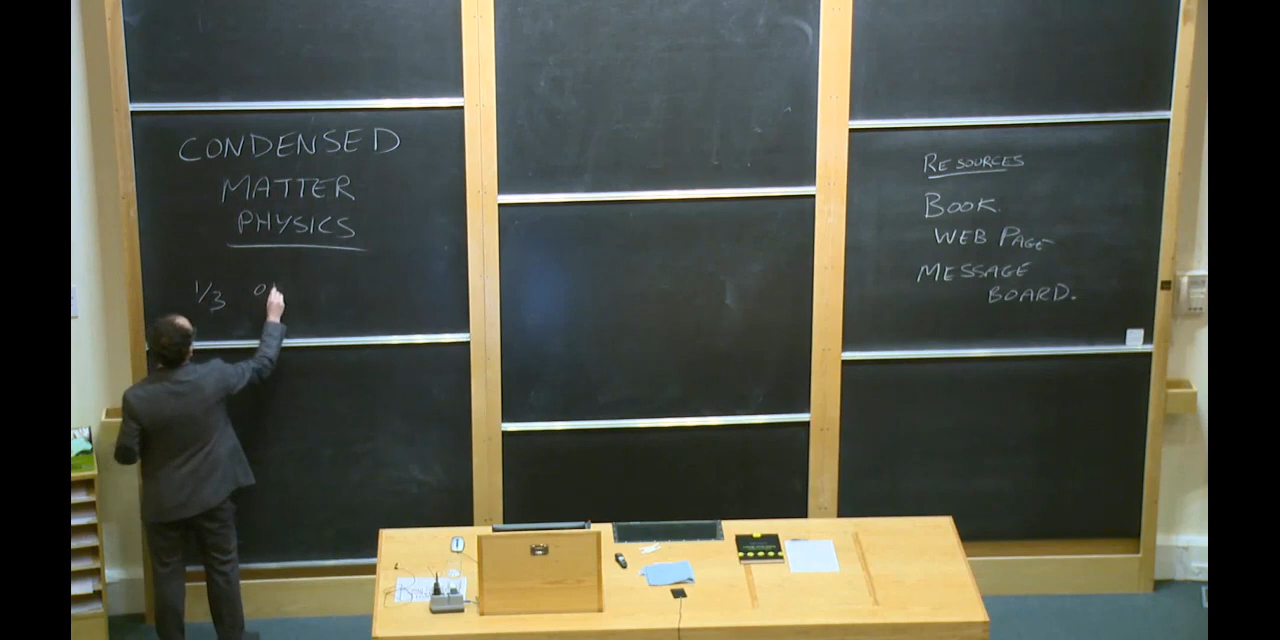 CONDENSED
MATTER
PHYSICS
1/3 O
RESOURCES
BOOK.
WEB PAGE
MESSAGE
BOARD.